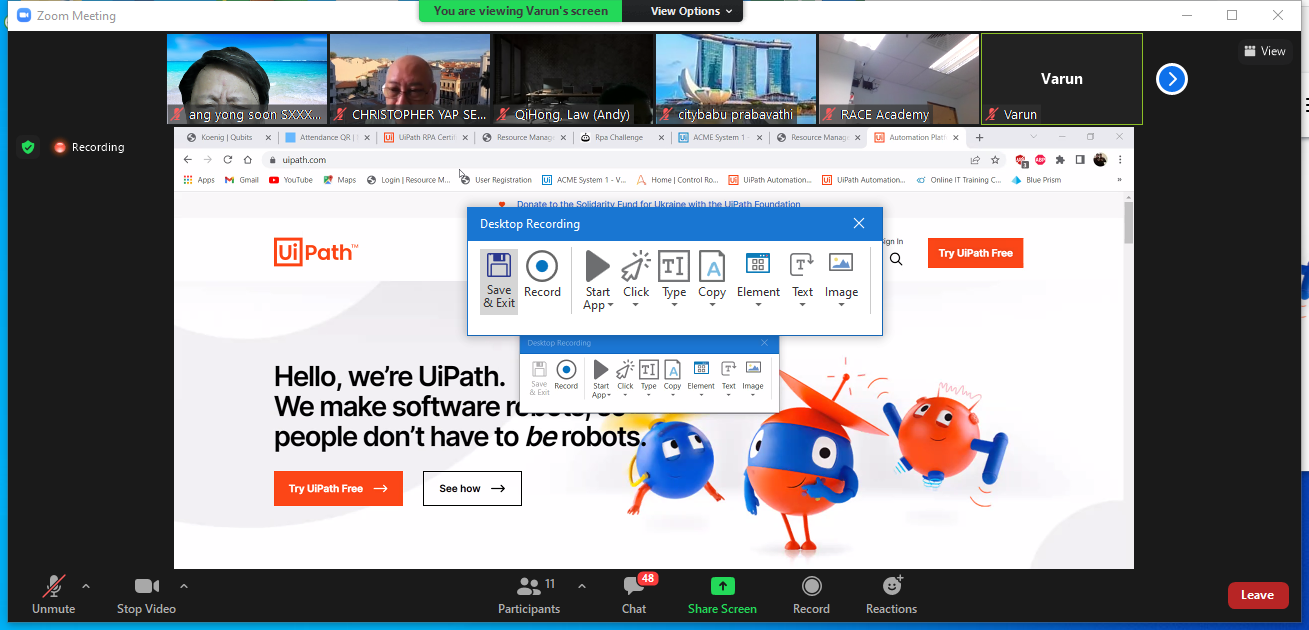 Zoom Meeting
You are viewing Varun's screen
View Options
View
ang yong soon SXXX...
CHRISTOPHER YAP SE...
QiHong, Law (Andy)
citybabu prabavathi
RACE Academy
Varun
Varun
Recording
Koenig | Qubits
Attendance QR |
UiPath RPA Certi
Resource Manag
Rpa Challenge
ACME System 1 -
Resource Manag
Automation Platf
uipath.com
Apps
Gmail
YouTube
Maps
Login | Resource M...
User Registration
ACME System 1 - V...
Home | Control Ro...
UiPath Automation...
UiPath Automation...
Online IT Training C...
Blue Prism
Donate to the Solidarity Fund for Ukraine with the UiPath Foundation
UiPath™
ign In
Try UiPath Free
Desktop Recording
Save
& Exit
Record
Start
App
Click
Type
Copy
Element
Text
Image
Desktop Recording
Save
& Exit
Record
Start
App
Click
Type
Copy
Element
Text
Image
Hello, we're UiPath.
We make software robots, so
people don't have to be robots.
Try UiPath Free
See how
Unmute
Stop Video
11
Participants
48
Chat
Share Screen
Record
Reactions
Leave